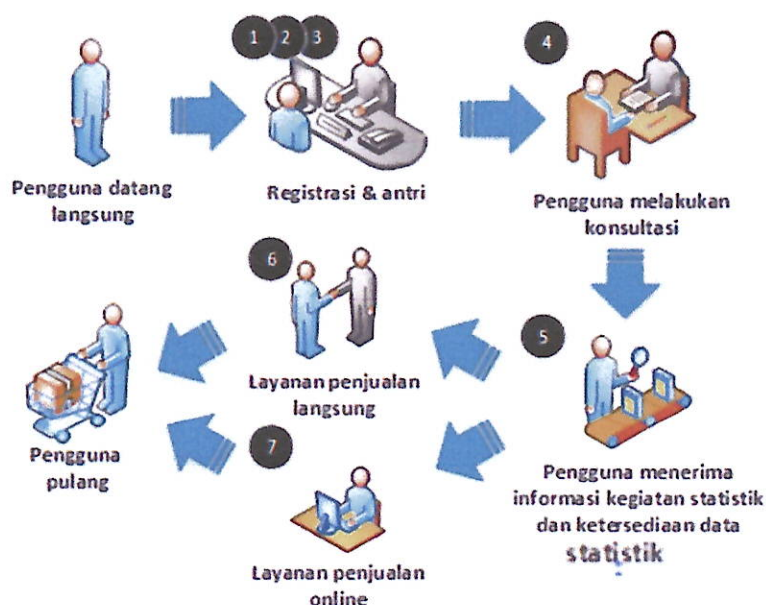 1 2 3
4
Pengguna datang
langsung
Registrasi & antri
Pengguna melakukan
konsultasi
6
5
Layanan penjualan
langsung
7
Pengguna
pulang
Pengguna menerima
informasi kegiatan statistik
dan ketersediaan data
statistik
Layanan penjualan
online